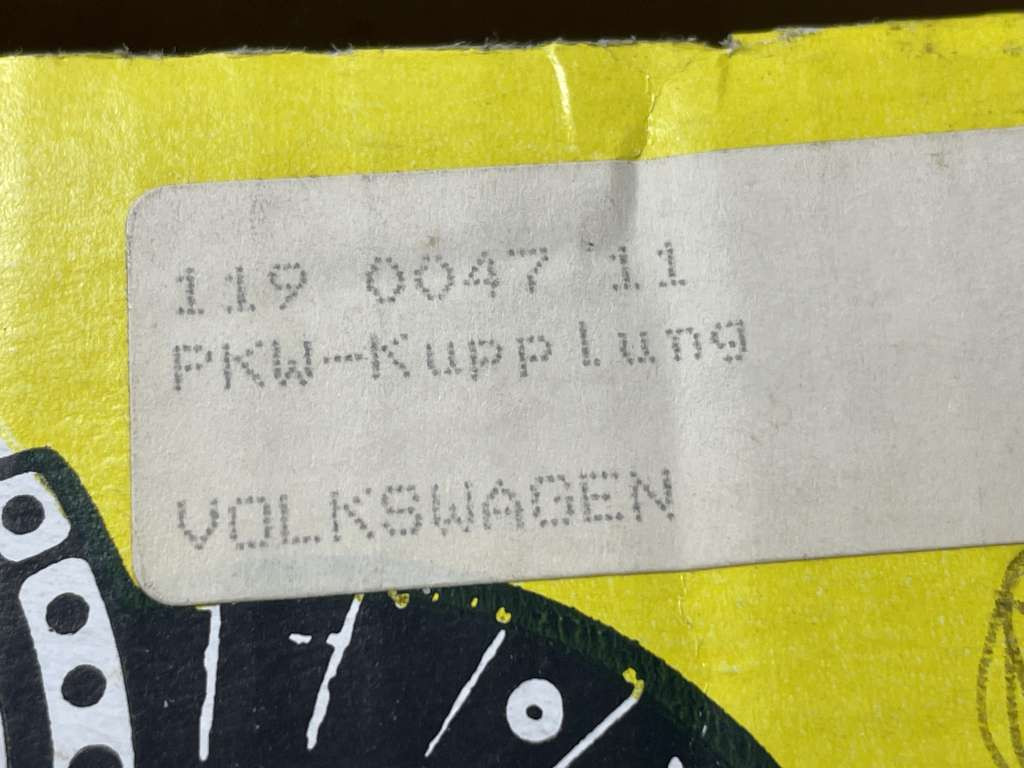 119 0047 11
PKW-Kupplung
VOLKSWAGEN